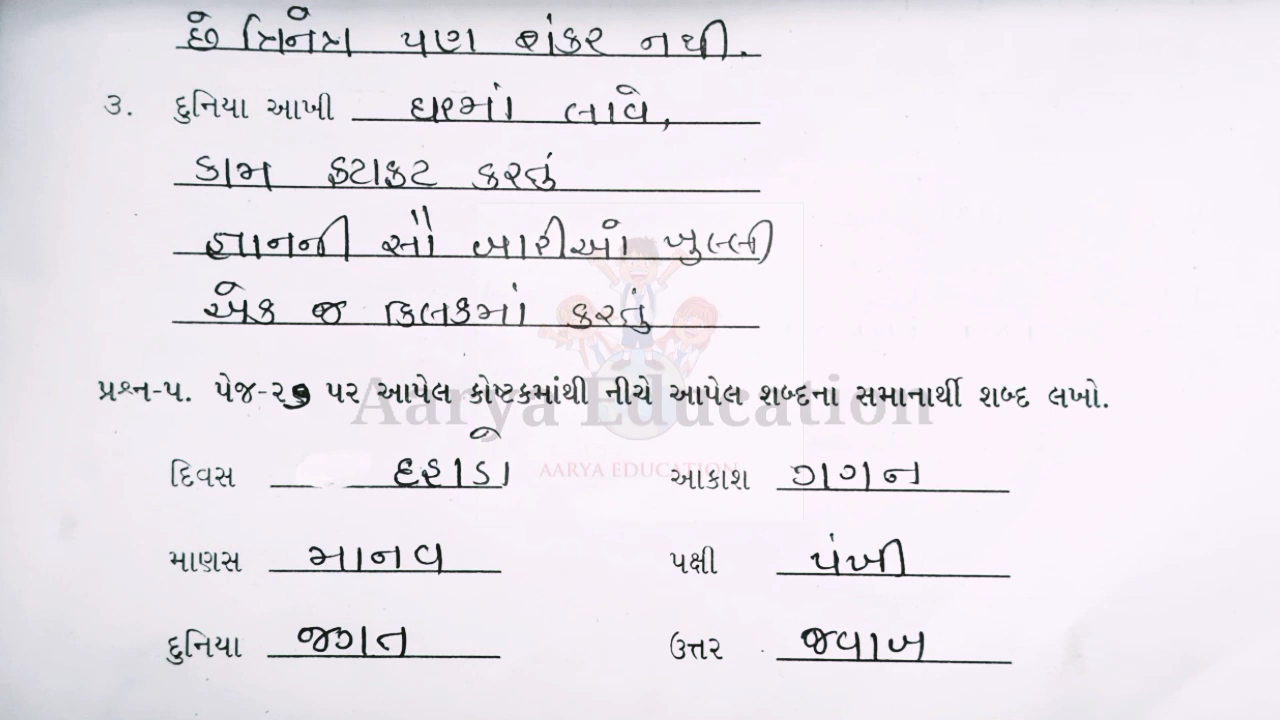 છે ત્રિનેત્ર પણ શંકર નથી.
૩. દુનિયા આખી ઘરમાં લાવે,
કામ ફટાફટ કરતું
જ્ઞાનની સૌ બારીઓ ખુલ્લી
એક જ ક્લિકમાં કરતું
પ્રશ્ન-૫. પેજ-૨૭ પર આપેલ કોષ્ટકમાંથી નીચે આપેલ શબ્દના સમાનાર્થી શબ્દ લખો.
Aarya Education
AARYA EDUCATION
દિવસ દહાડો આકાશ ગગન
માણસ માનવ પક્ષી પંખી
દુનિયા જગત ઉત્તર જવાબ